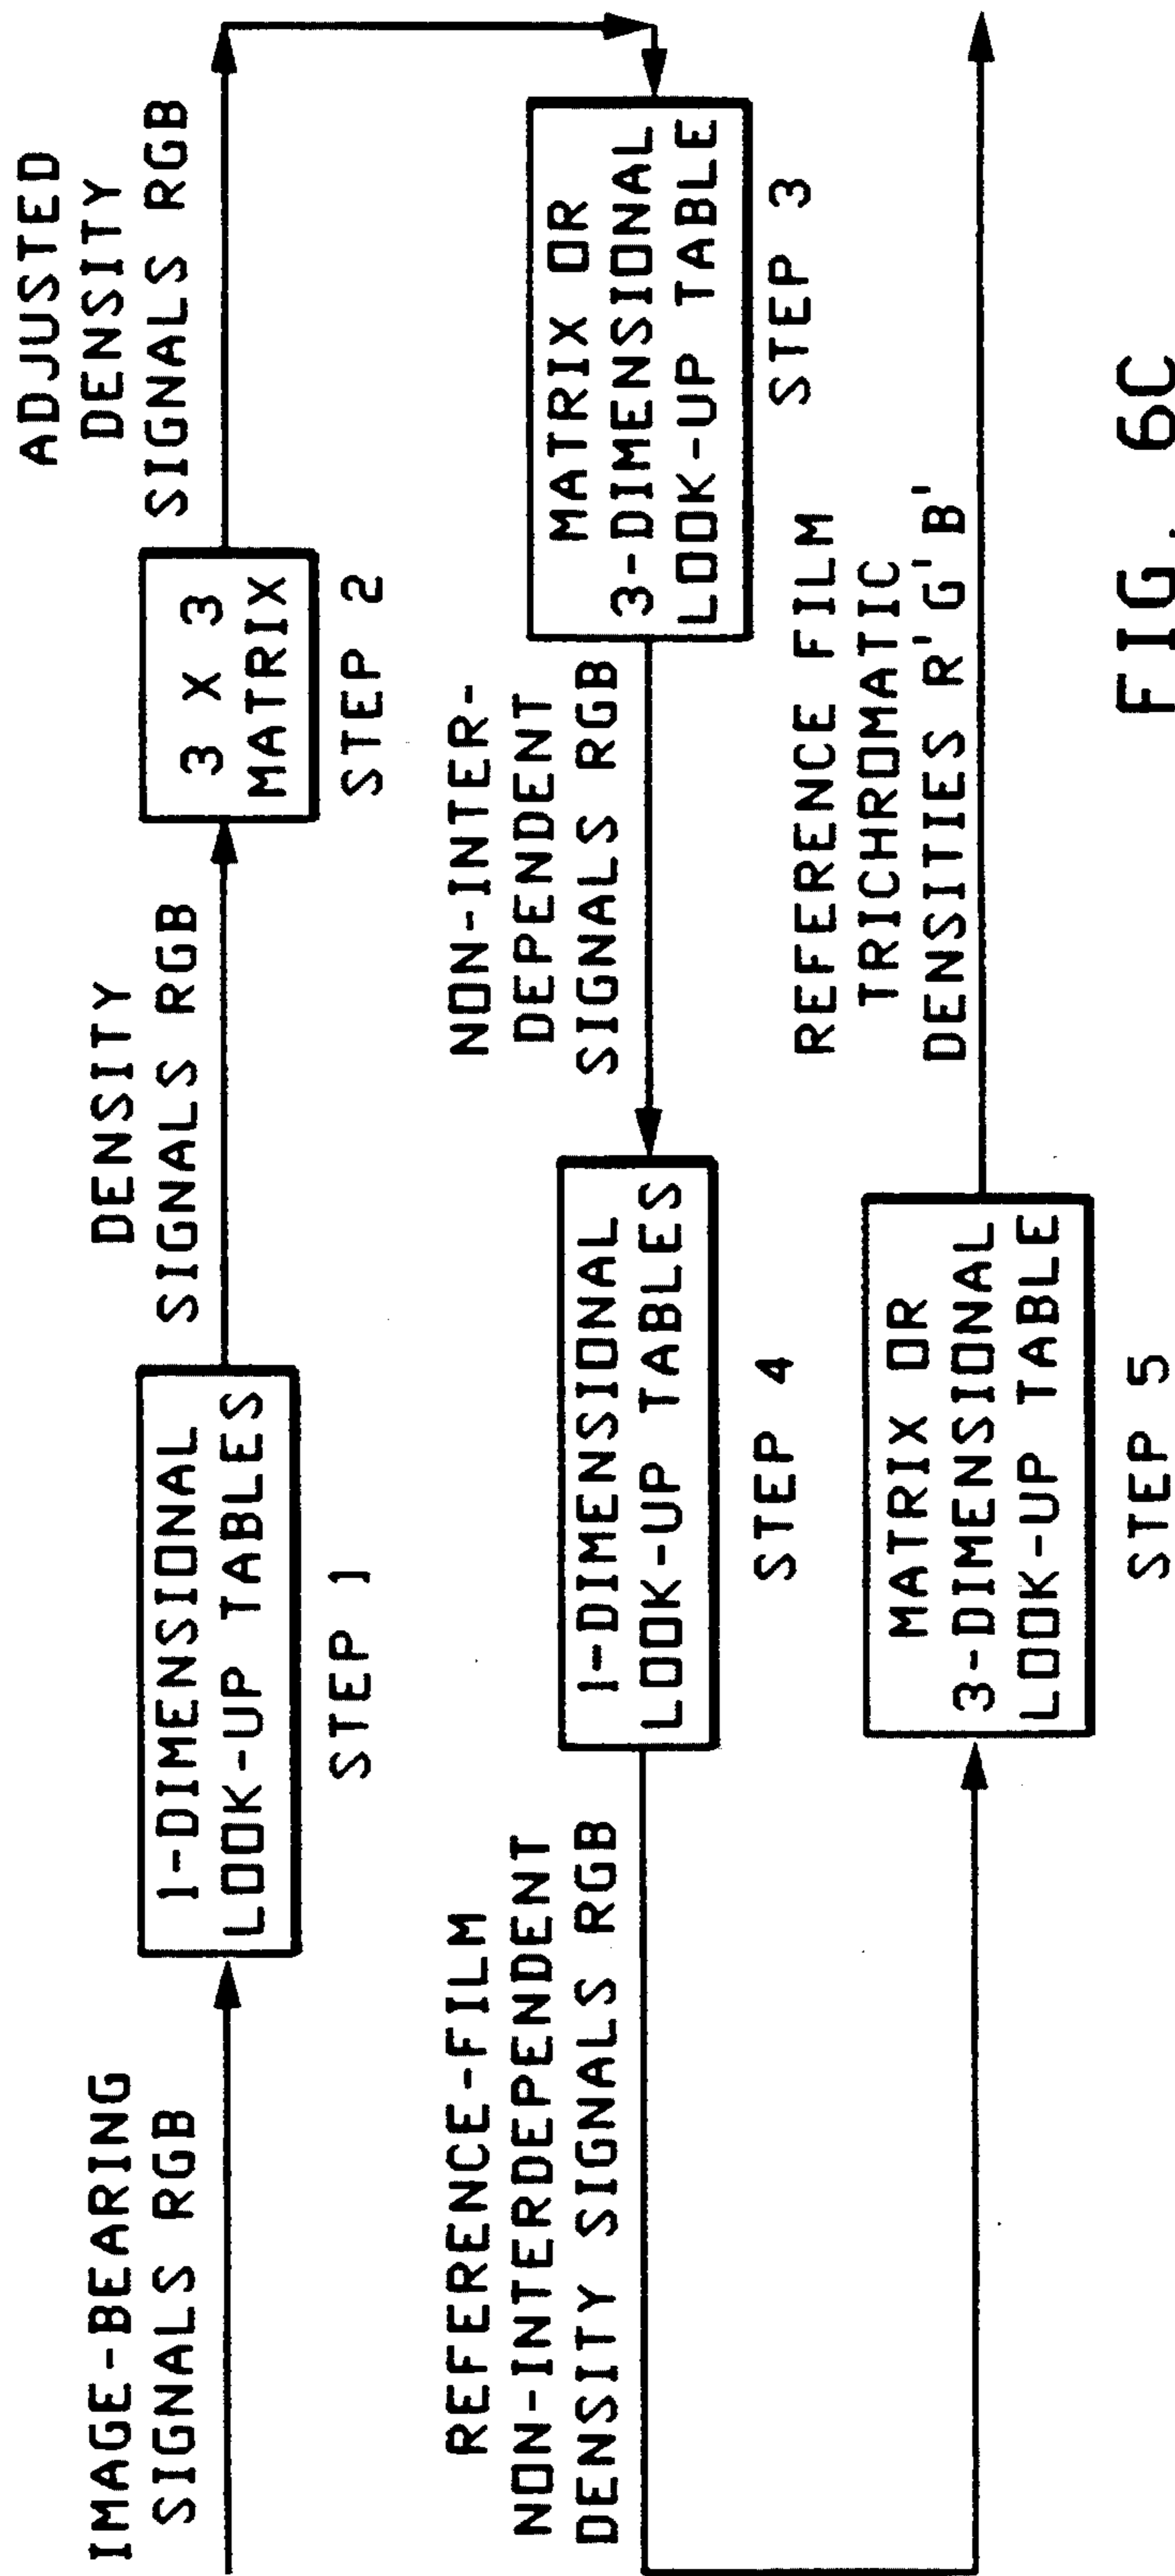 IMAGE-BEARING
SIGNALS RGB
1-DIMENSIONAL
LOOK-UP TABLES
STEP 1
DENSITY
SIGNALS RGB
3 X 3
MATRIX
STEP 2
ADJUSTED
DENSITY
SIGNALS RGB
MATRIX OR
3-DIMENSIONAL
LOOK-UP TABLE
STEP 3
NON-INTER-
DEPENDENT
SIGNALS RGB
1-DIMENSIONAL
LOOK-UP TABLES
STEP 4
REFERENCE-FILM
NON-INTERDEPENDENT
DENSITY SIGNALS RGB
MATRIX OR
3-DIMENSIONAL
LOOK-UP TABLE
STEP 5
REFERENCE FILM
TRICHROMATIC
DENSITIES R'G'B'
FIG. 6C